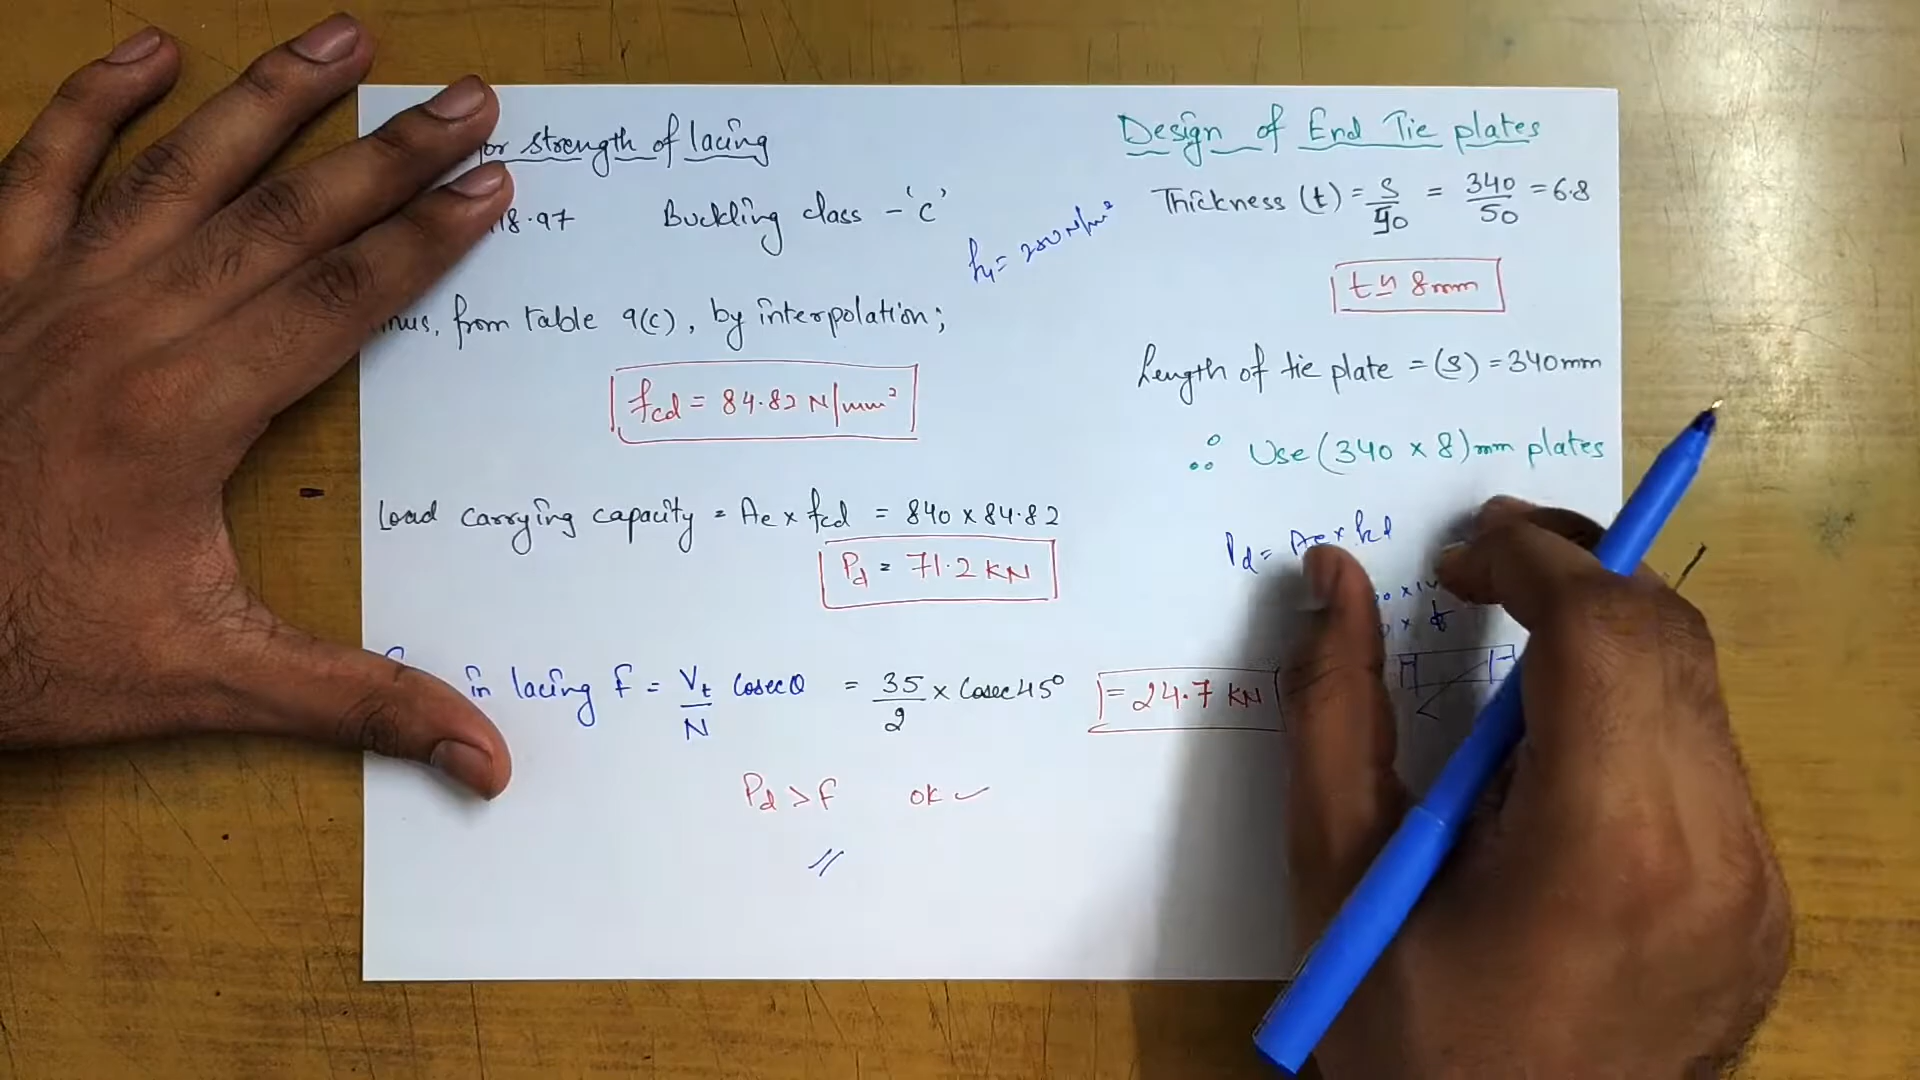 or strength of lacing
18.97 Buckling class - 'c'
fy = 250 N/mm²
from table 9(c), by interpolation;
fcd = 84.82 N/mm²
Load carrying capacity = Ae x fcd = 840 x 84.82
Pd = 71.2 KN
in lacing F = Vt/N Cosecθ = 35/2 x Cosec45°
= 24.7 KN
Pd > F OK ✓
//
Design of End Tie plates
Thickness (t) = S/50 = 340/50 = 6.8
t ≈ 8mm
Length of tie plate = (S) = 340mm
∴ Use (340 x 8)mm plates
Pd = Ae x fcd